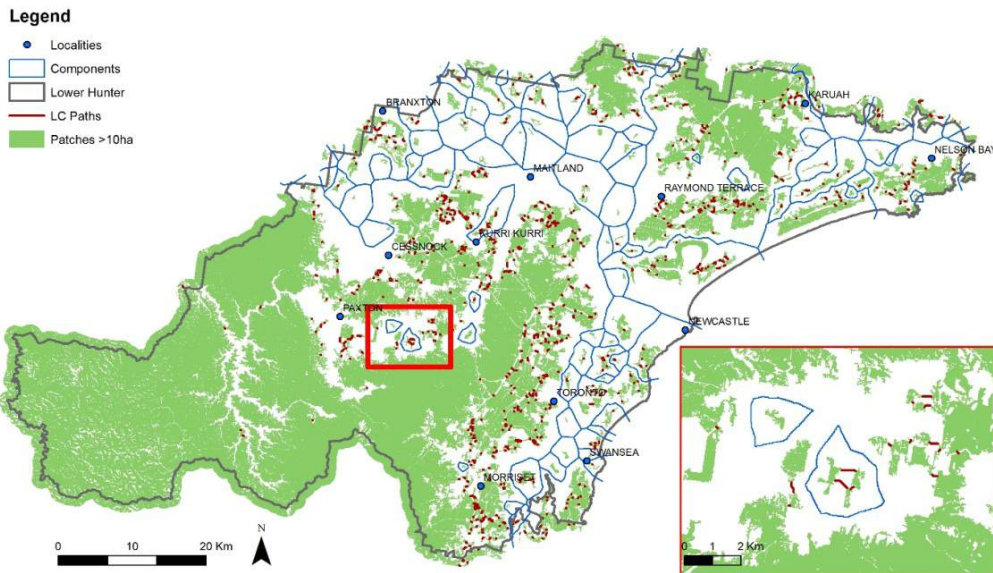 Legend
Localities
Components
Lower Hunter
LC Paths
Patches >10ha
BRANXTON
KARUAH
NELSON BAY
MAITLAND
RAYMOND TERRACE
KURRI KURRI
CESSNOCK
PAXTON
NEWCASTLE
TORONTO
SWANSEA
MORRISET
N
0 10 20 Km
0 1 2 Km